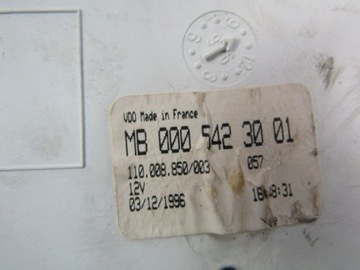 VDO Made in France
MB 000 542 30 01
110.008.850/003 057
12V
03/12/1996 16:8:31